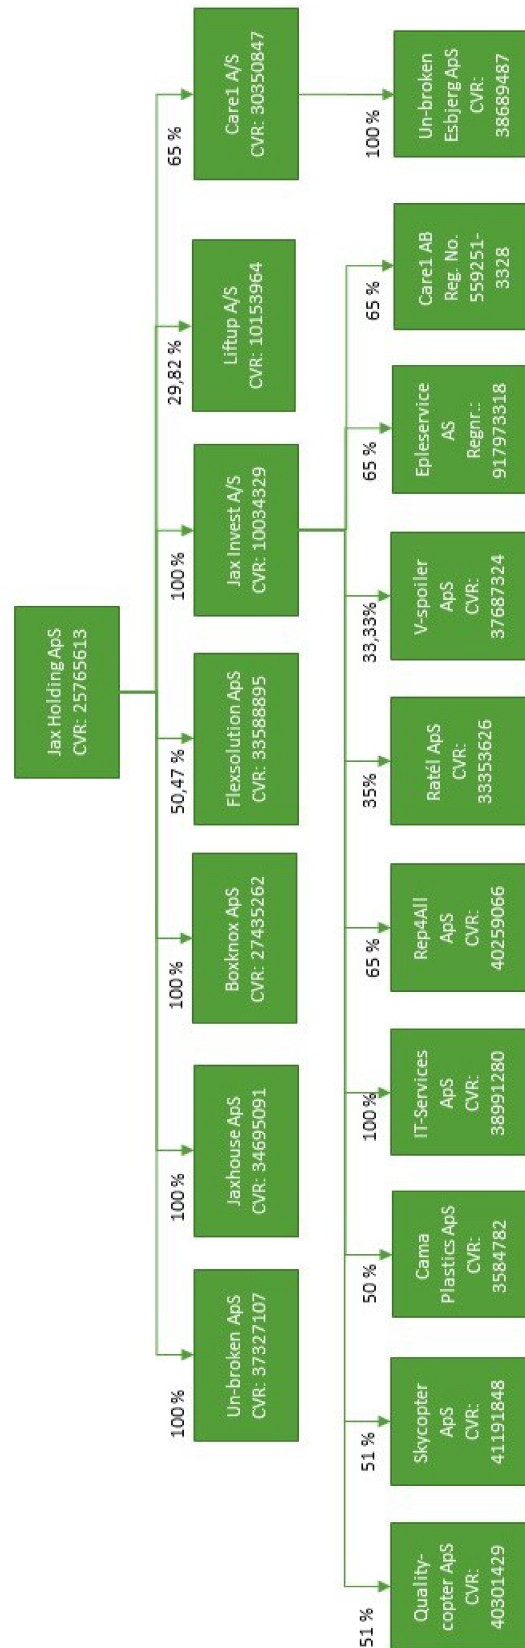 Jax Holding ApS
CVR: 25765613
100 %
Un-broken ApS
CVR: 37327107
100 %
Jaxhouse ApS
CVR: 34695091
100 %
Boxknox ApS
CVR: 27435262
50,47 %
Flexsolution ApS
CVR: 33588895
100 %
Jax Invest A/S
CVR: 10034329
29,82 %
Liftup A/S
CVR: 10153964
65 %
Care1 A/S
CVR: 30350847
51 %
Quality-
copter ApS
CVR:
40301429
51 %
Skycopter
ApS
CVR:
41191848
50 %
Cama
Plastics ApS
CVR:
3584782
100 %
IT-Services
ApS
CVR:
38991280
65 %
Rep4All
ApS
CVR:
40259066
35%
Ratél ApS
CVR:
33353626
33,33%
V-spoiler
ApS
CVR:
37687324
65 %
Epleservice
AS
Regnr.:
917973318
65 %
Care1 AB
Reg. No.
559251-
3328
100 %
Un-broken
Esbjerg ApS
CVR:
38689487